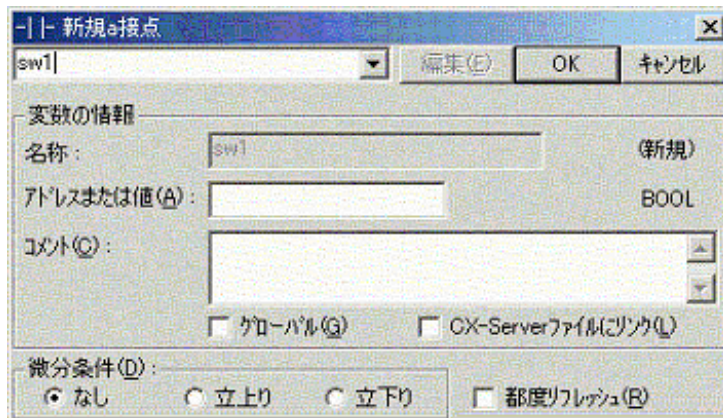 -| |- 新規a接点
sw1 編集(E) OK ｷｬﾝｾﾙ
変数の情報
名称 : sw1 (新規)
ｱﾄﾞﾚｽまたは値(A) : BOOL
ｺﾒﾝﾄ(C) :
ｸﾞﾛｰﾊﾞﾙ(G) CX-Serverﾌｧｲﾙにﾘﾝｸ(L)
微分条件(D) :
なし 立上り 立下り 都度ﾘﾌﾚｯｼｭ(R)